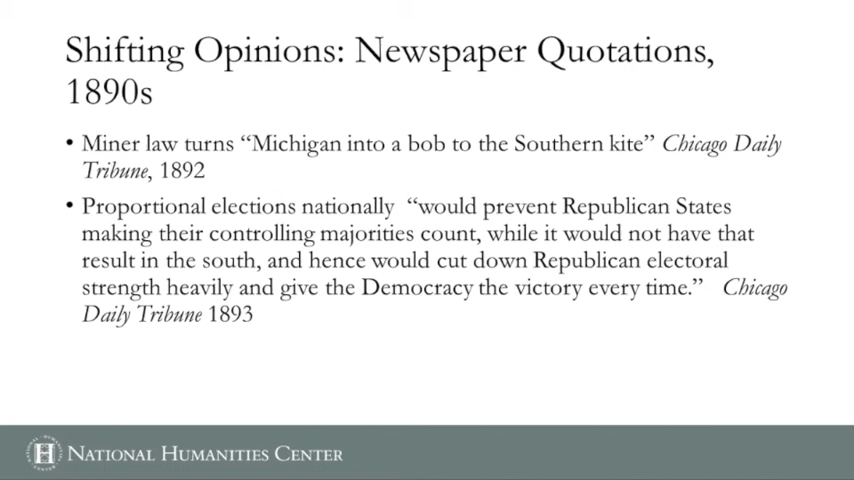 Shifting Opinions: Newspaper Quotations,
1890s
• Miner law turns “Michigan into a bob to the Southern kite” Chicago Daily
Tribune, 1892
• Proportional elections nationally “would prevent Republican States
making their controlling majorities count, while it would not have that
result in the south, and hence would cut down Republican electoral
strength heavily and give the Democracy the victory every time.” Chicago
Daily Tribune 1893
H NATIONAL HUMANITIES CENTER